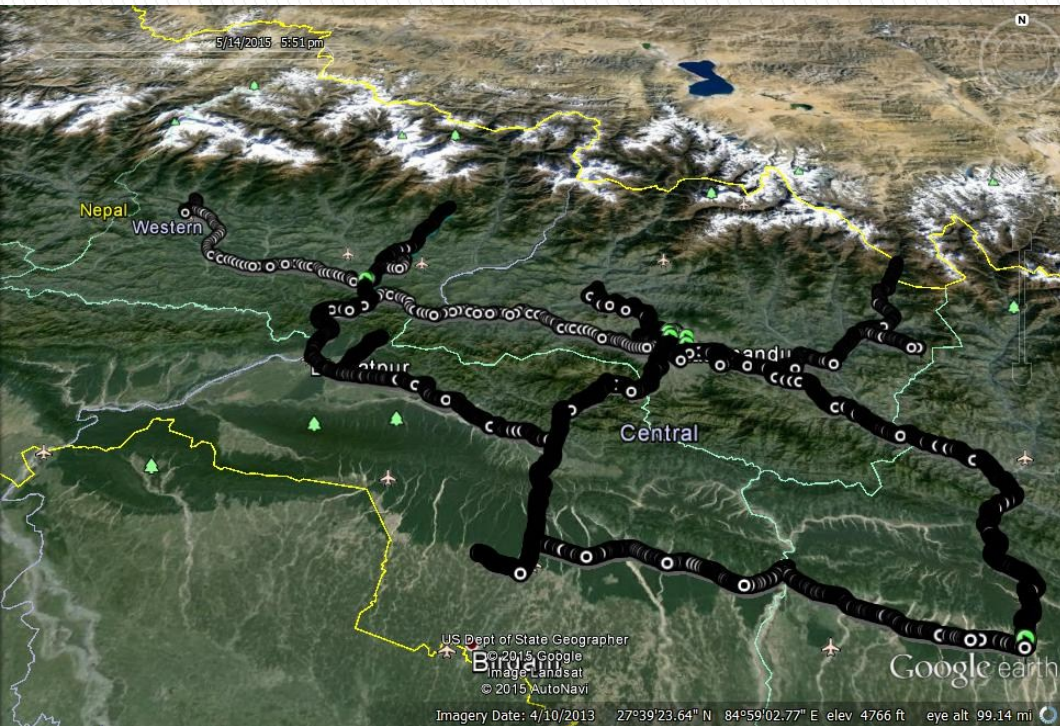 N
5/14/2015 5:51pm
Nepal
Western
Central
US Dept of State Geographer
© 2015 Google
Image Landsat
© 2015 AutoNavi
Google earth
Imagery Date: 4/10/2013 27°39'23.64" N 84°59'02.77" E elev 4766 ft eye alt 99.14 mi